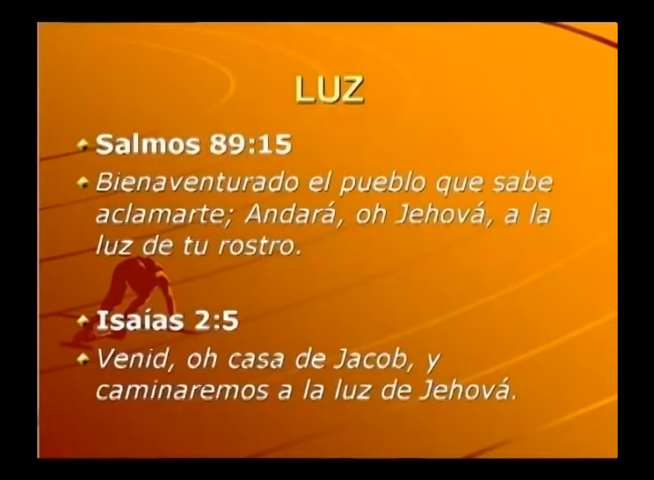 LUZ
Salmos 89:15
Bienaventurado el pueblo que sabe
aclamarte; Andará, oh Jehová, a la
luz de tu rostro.
Isaías 2:5
Venid, oh casa de Jacob, y
caminaremos a la luz de Jehová.